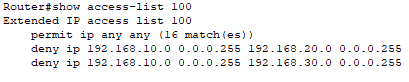 Router#show access-list 100
Extended IP access list 100
permit ip any any (16 match(es))
deny ip 192.168.10.0 0.0.0.255 192.168.20.0 0.0.0.255
deny ip 192.168.10.0 0.0.0.255 192.168.30.0 0.0.0.255